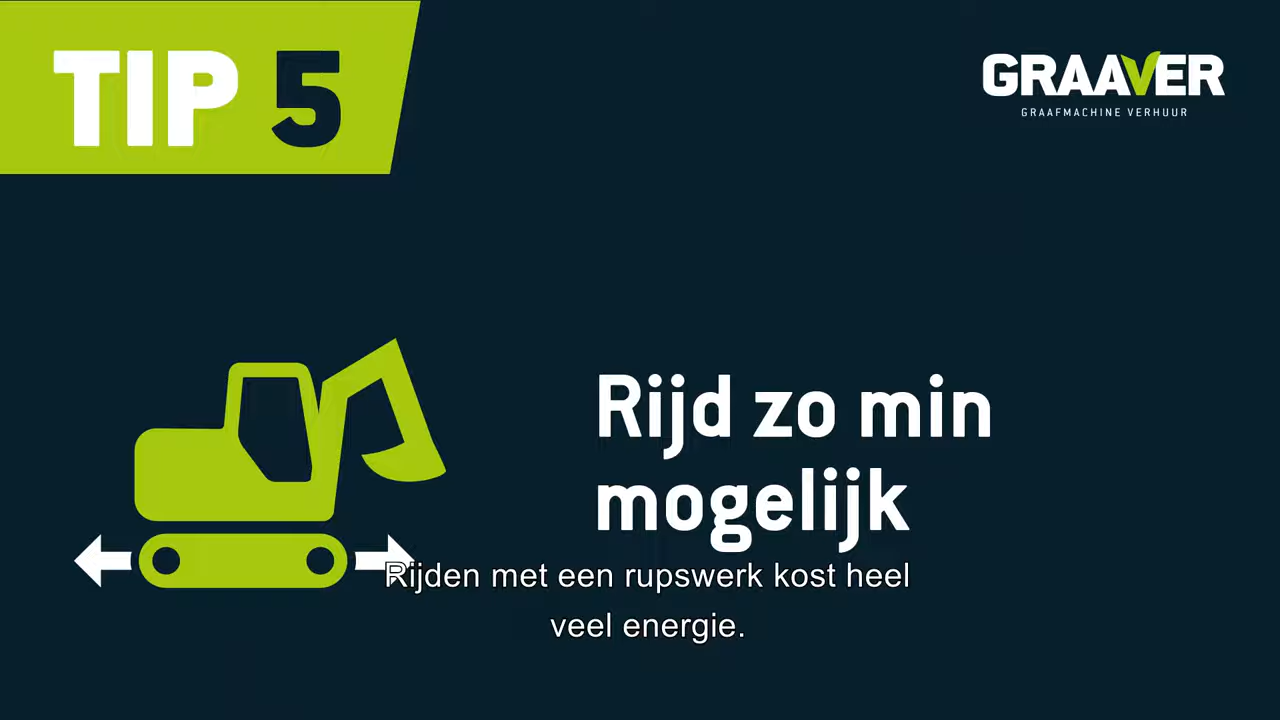 TIP 5
GRAAVER
GRAAFMACHINE VERHUUR
Rijd zo min
mogelijk
Rijden met een rupswerk kost heel
veel energie.